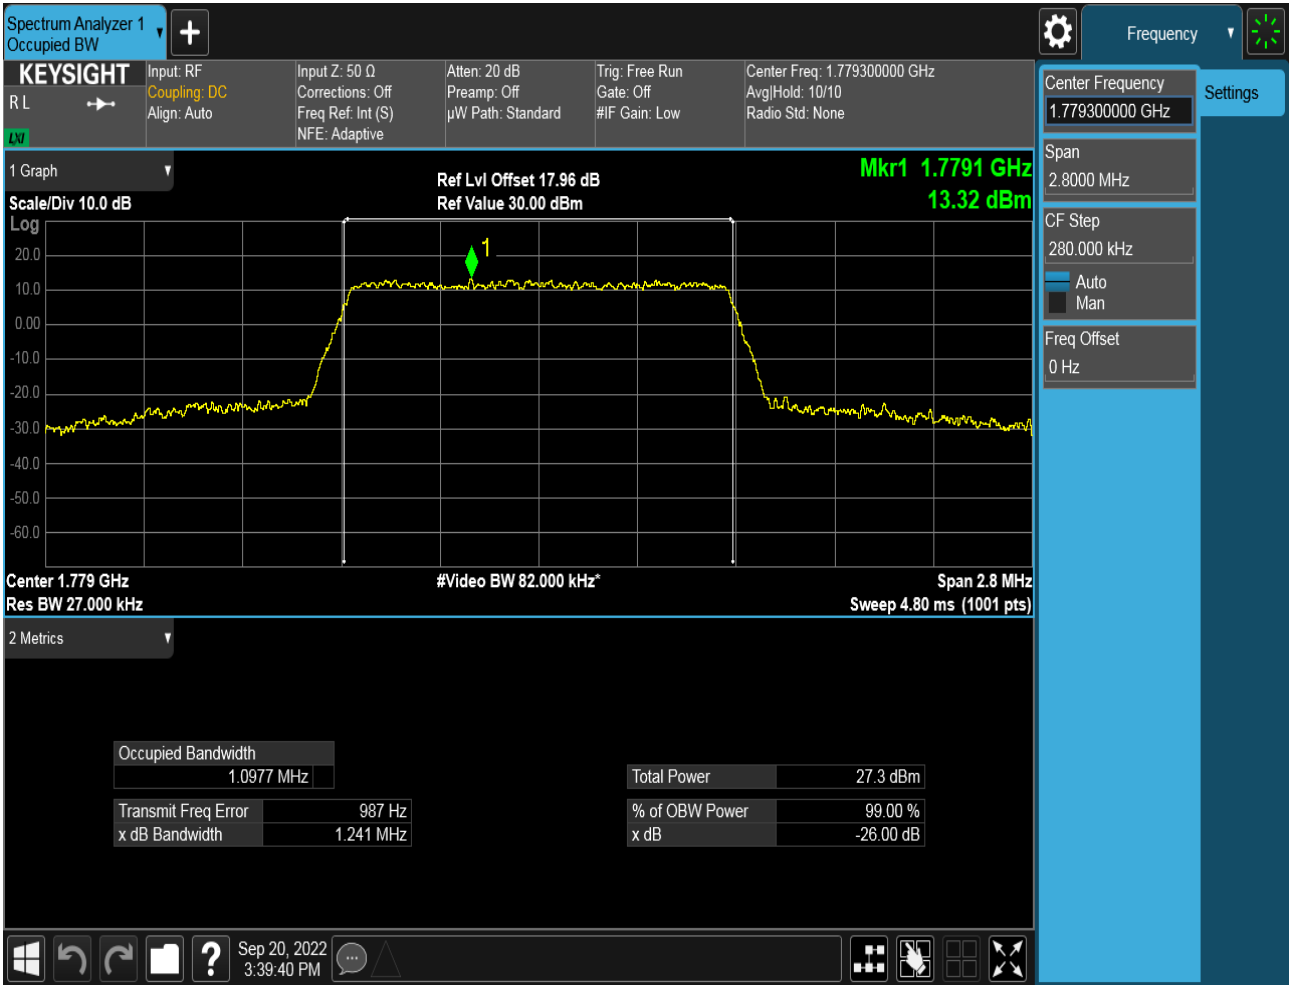 Spectrum Analyzer 1
Occupied BW
Frequency
KEYSIGHT
R L
LXI
Input: RF
Coupling: DC
Align: Auto
Input Z: 50 Ω
Corrections: Off
Freq Ref: Int (S)
NFE: Adaptive
Atten: 20 dB
Preamp: Off
µW Path: Standard
Trig: Free Run
Gate: Off
#IF Gain: Low
Center Freq: 1.779300000 GHz
Avg|Hold: 10/10
Radio Std: None
Center Frequency
1.779300000 GHz
Settings
Span
2.8000 MHz
CF Step
280.000 kHz
Auto
Man
Freq Offset
0 Hz
1 Graph
Scale/Div 10.0 dB
Log
Ref Lvl Offset 17.96 dB
Ref Value 30.00 dBm
Mkr1 1.7791 GHz
13.32 dBm
1
20.0
10.0
0.00
-10.0
-20.0
-30.0
-40.0
-50.0
-60.0
Center 1.779 GHz
#Video BW 82.000 kHz*
Span 2.8 MHz
Res BW 27.000 kHz
Sweep 4.80 ms (1001 pts)
2 Metrics
Occupied Bandwidth
1.0977 MHz
Total Power 27.3 dBm
Transmit Freq Error 987 Hz
% of OBW Power 99.00 %
x dB Bandwidth 1.241 MHz
x dB -26.00 dB
?
Sep 20, 2022
3:39:40 PM